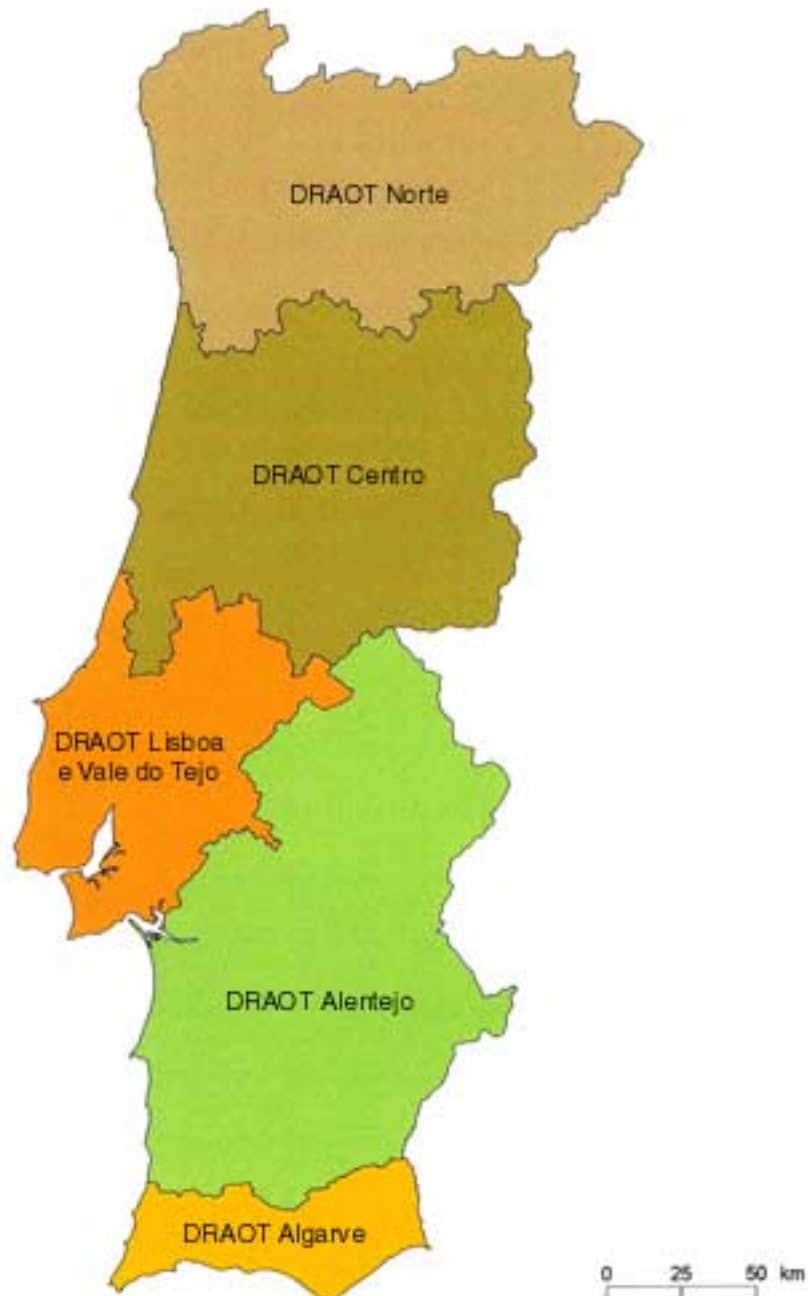 DRAOT Norte
DRAOT Centro
DRAOT Lisboa
e Vale do Tejo
DRAOT Alentejo
DRAOT Algarve
0 25 50 km